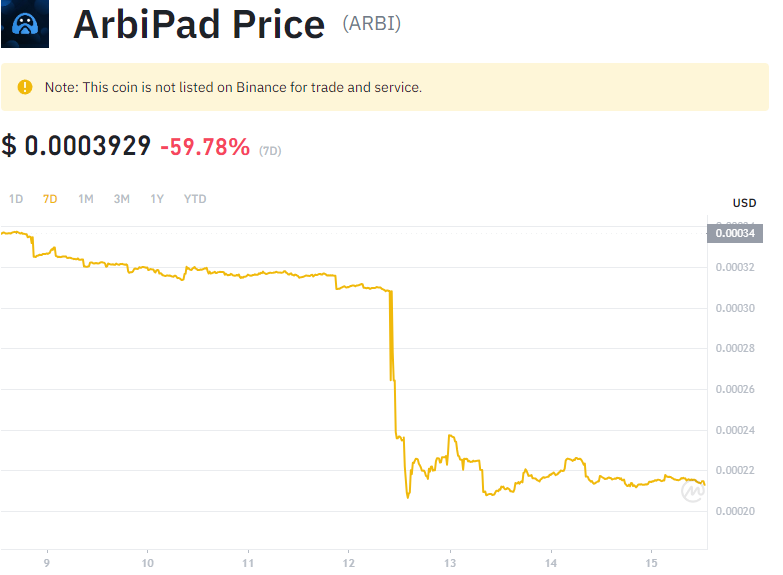 ArbiPad Price (ARBI)
Note: This coin is not listed on Binance for trade and service.
$ 0.0003929 -59.78% (7D)
1D 7D 1M 3M 1Y YTD
USD
0.00034
0.00032
0.00030
0.00028
0.00026
0.00024
0.00022
0.00020
9 10 11 12 13 14 15